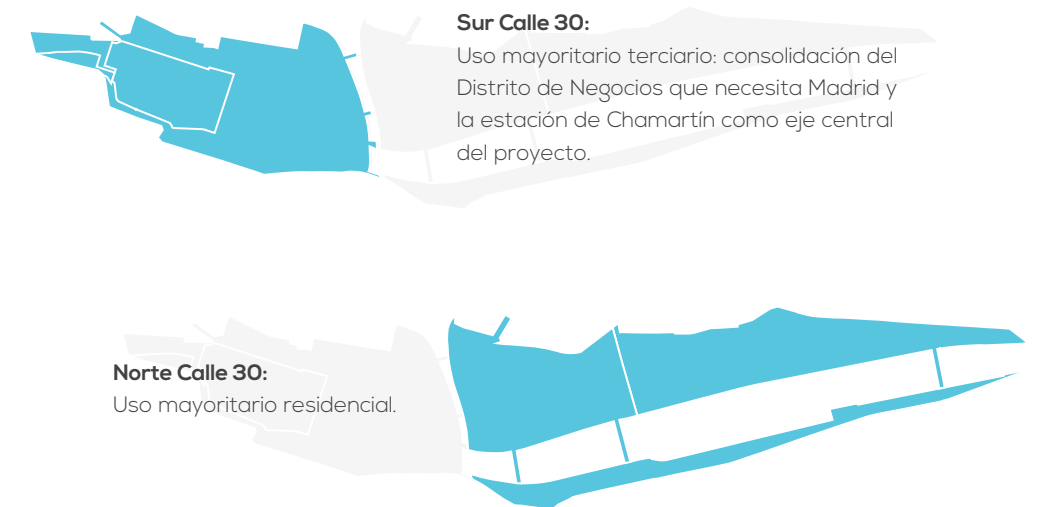 Sur Calle 30:
Uso mayoritario terciario: consolidación del
Distrito de Negocios que necesita Madrid y
la estación de Chamartín como eje central
del proyecto.
Norte Calle 30:
Uso mayoritario residencial.